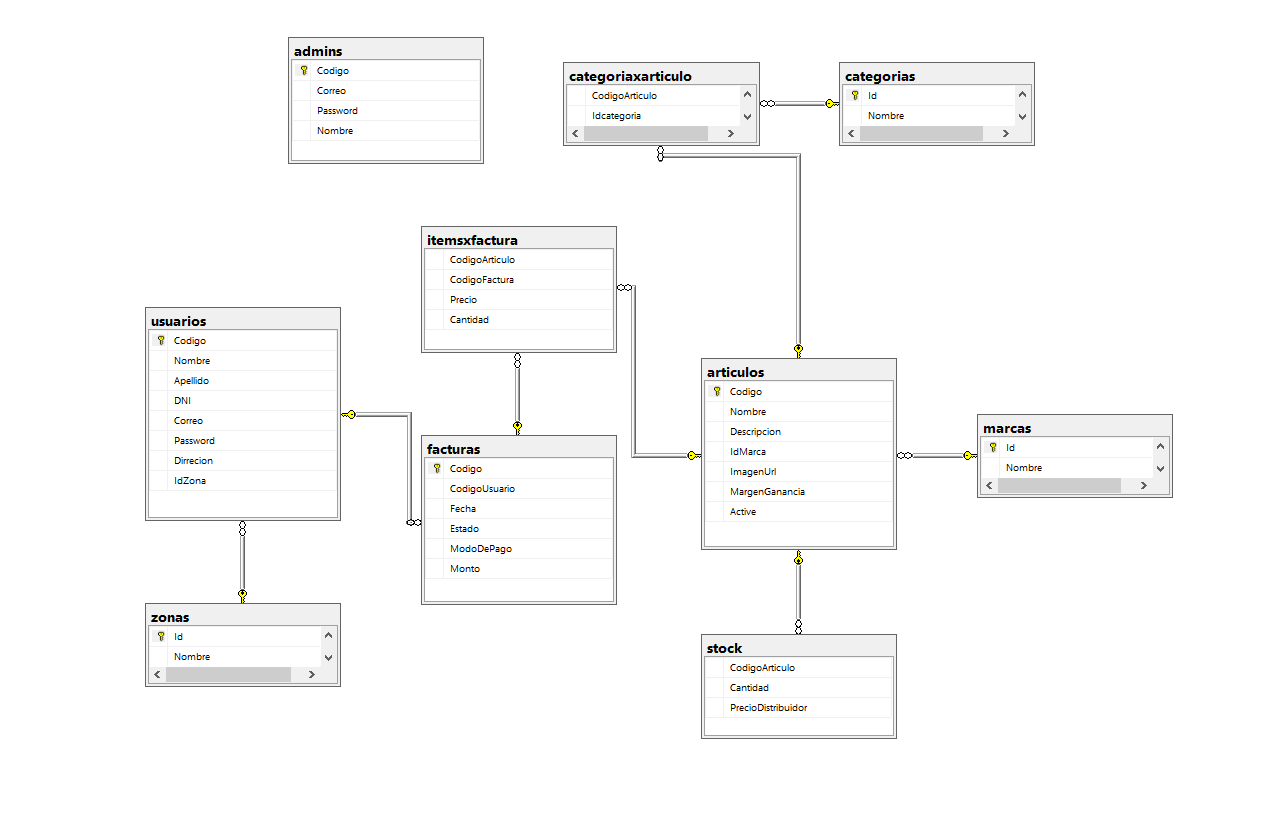 admins
Codigo
Correo
Password
Nombre
categoriaxarticulo
CodigoArticulo
Idcategoria
categorias
Id
Nombre
itemsxfactura
CodigoArticulo
CodigoFactura
Precio
Cantidad
usuarios
Codigo
Nombre
Apellido
DNI
Correo
Password
Dirrecion
IdZona
articulos
Codigo
Nombre
Descripcion
IdMarca
ImagenUrl
MargenGanancia
Active
marcas
Id
Nombre
facturas
Codigo
CodigoUsuario
Fecha
Estado
ModoDePago
Monto
zonas
Id
Nombre
stock
CodigoArticulo
Cantidad
PrecioDistribuidor